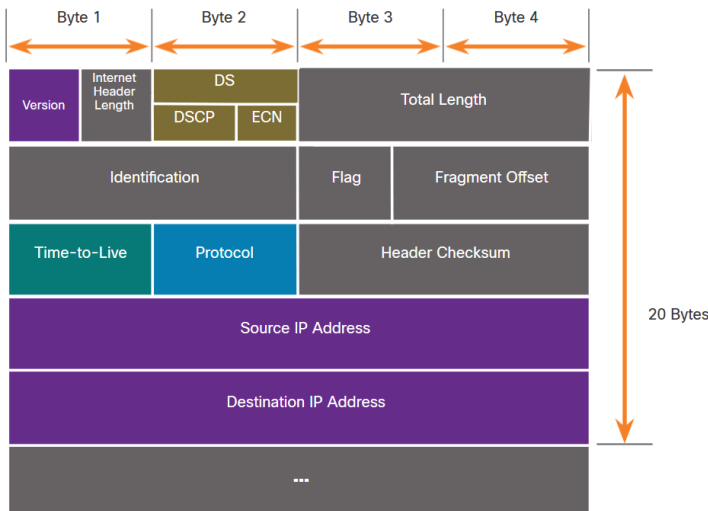 Byte 1
Byte 2
Byte 3
Byte 4
Version
Internet
Header
Length
DS
DSCP
ECN
Total Length
Identification
Flag
Fragment Offset
Time-to-Live
Protocol
Header Checksum
Source IP Address
Destination IP Address
20 Bytes
...